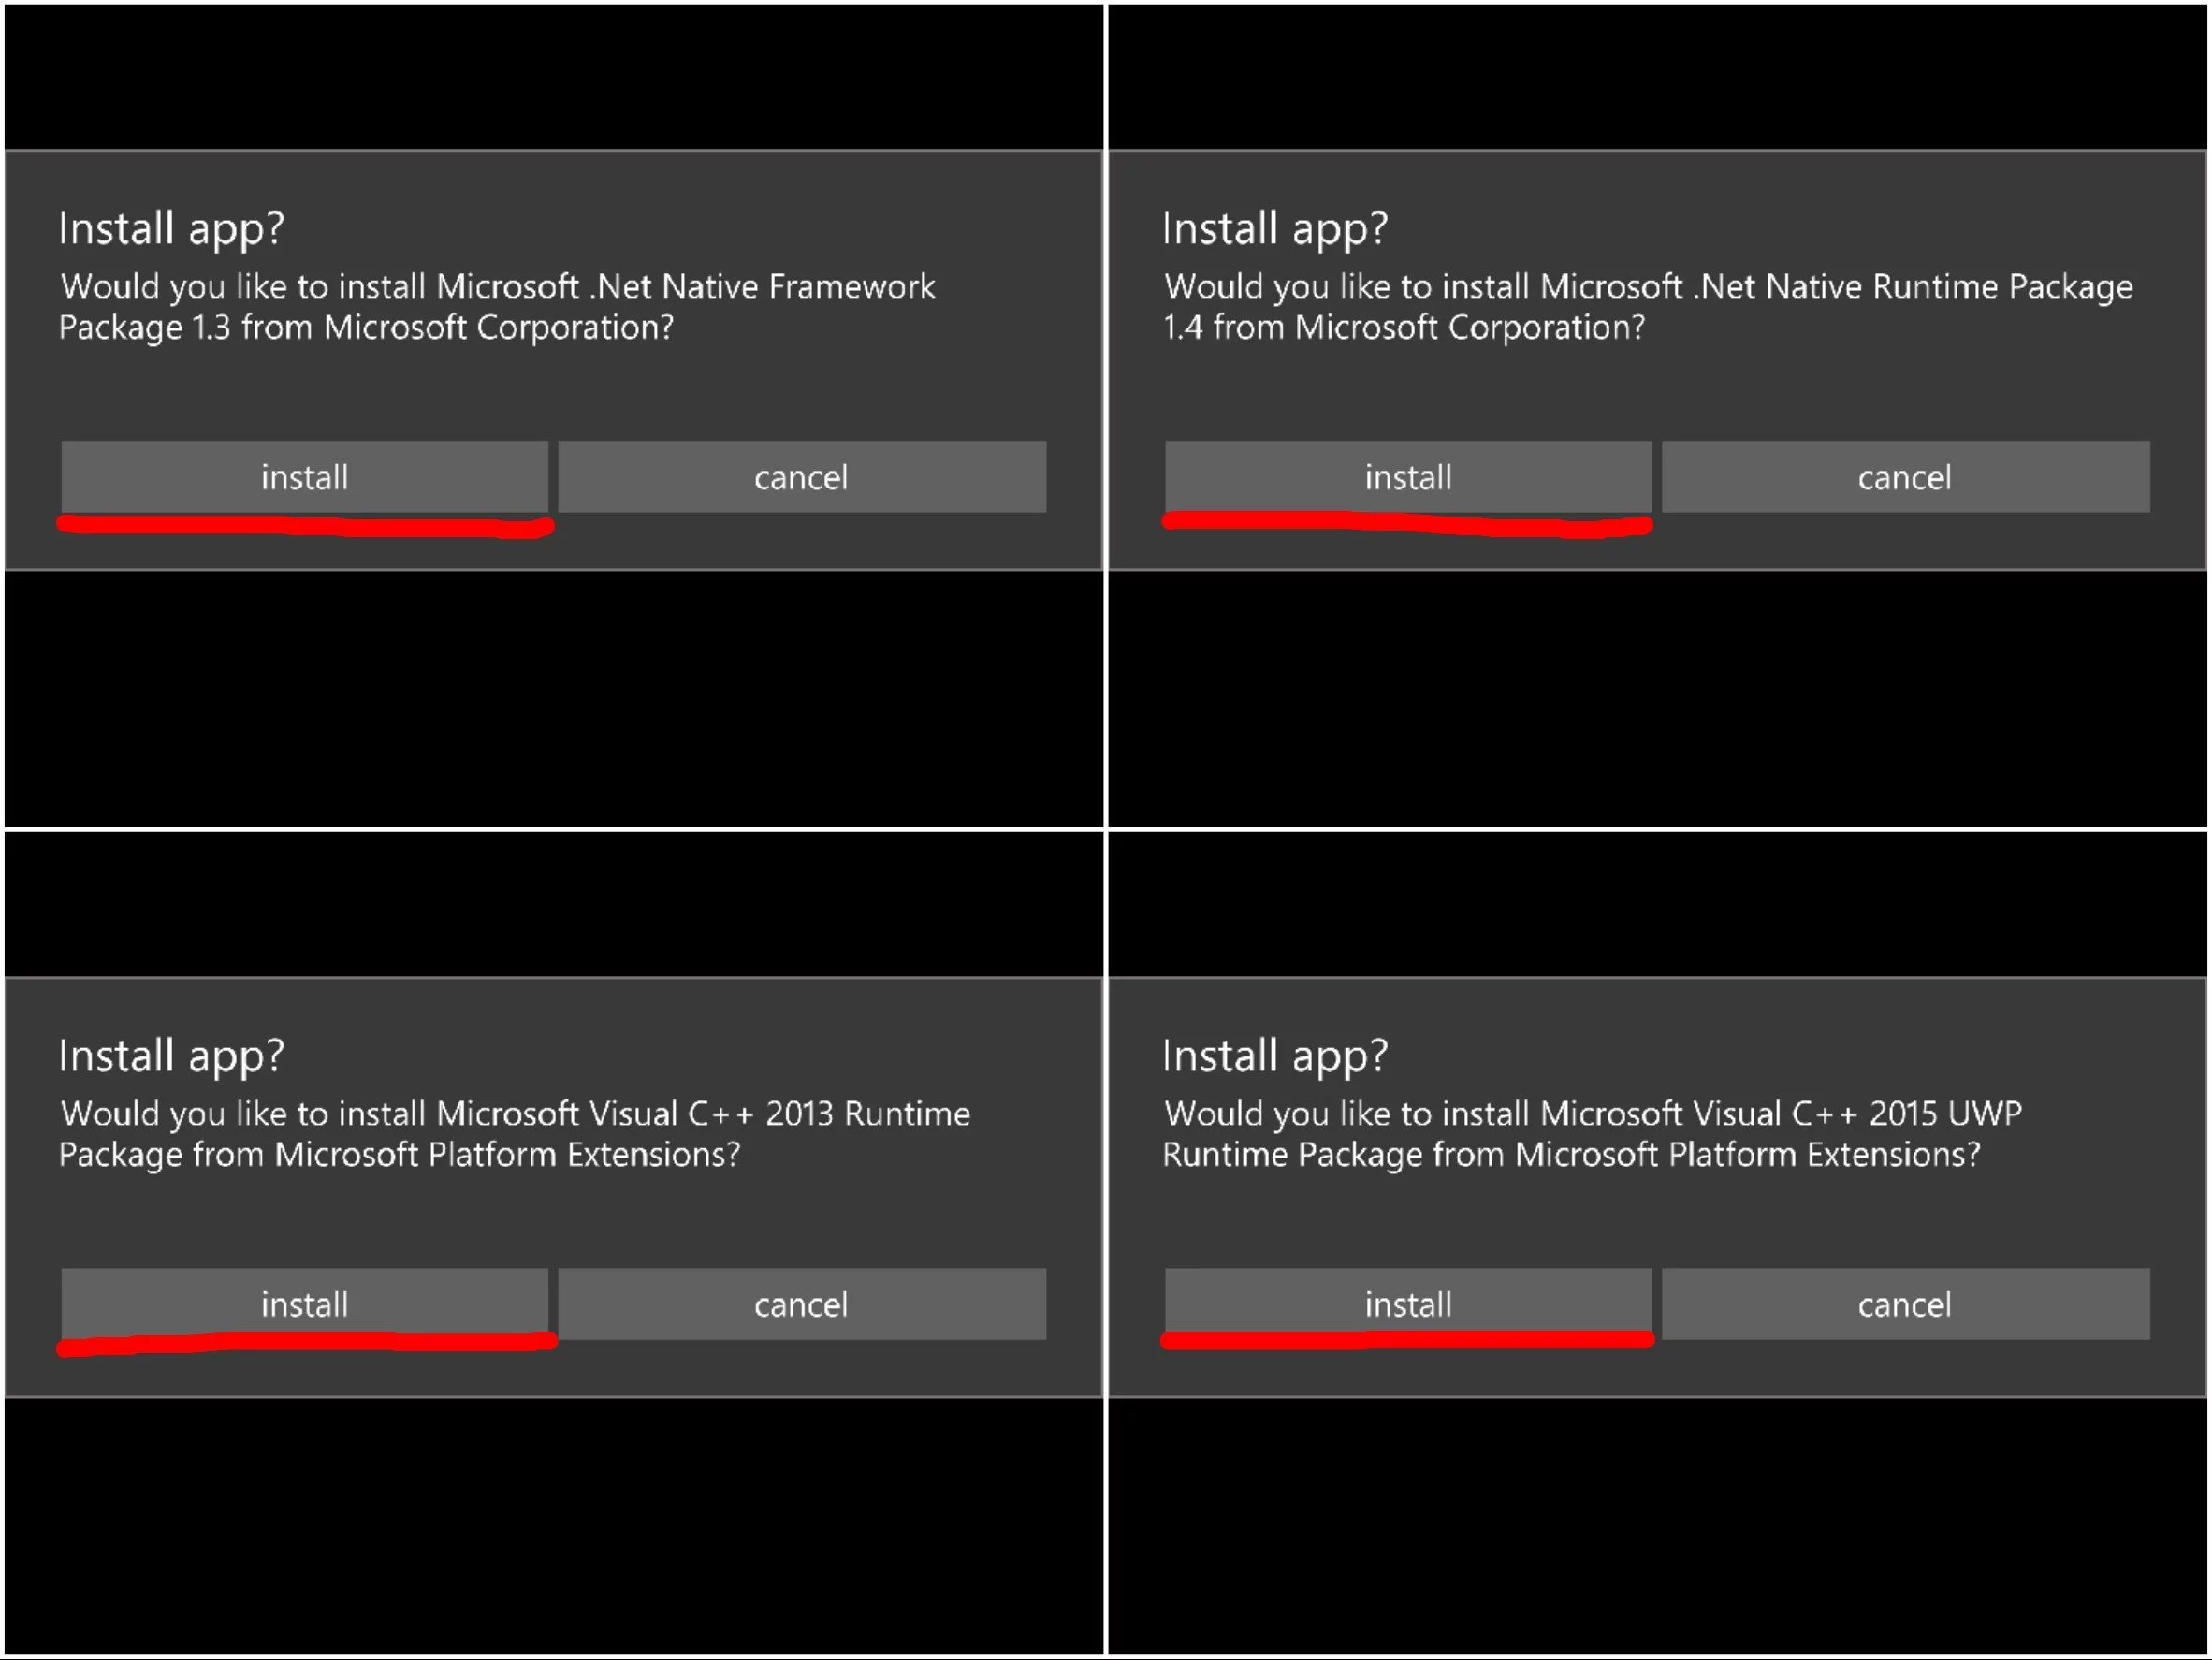 Install app?
Would you like to install Microsoft .Net Native Framework
Package 1.3 from Microsoft Corporation?
install
cancel
Install app?
Would you like to install Microsoft .Net Native Runtime Package
1.4 from Microsoft Corporation?
install
cancel
Install app?
Would you like to install Microsoft Visual C++ 2013 Runtime
Package from Microsoft Platform Extensions?
install
cancel
Install app?
Would you like to install Microsoft Visual C++ 2015 UWP
Runtime Package from Microsoft Platform Extensions?
install
cancel